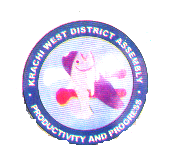 KRACHI WEST DISTRICT ASSEMBLY
PRODUCTIVITY AND PROGRESS